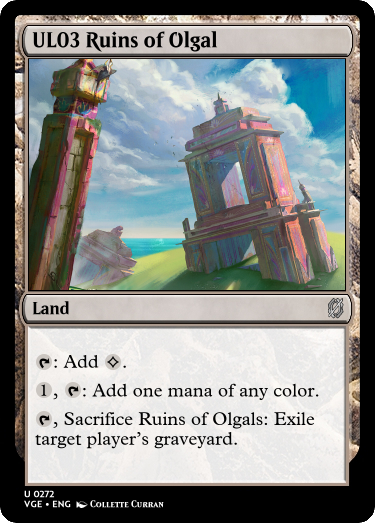 UL03 Ruins of Olgal
Land
: Add .
1, : Add one mana of any color.
, Sacrifice Ruins of Olgals: Exile
target player's graveyard.
U 0272
VGE • ENG Collette Curran